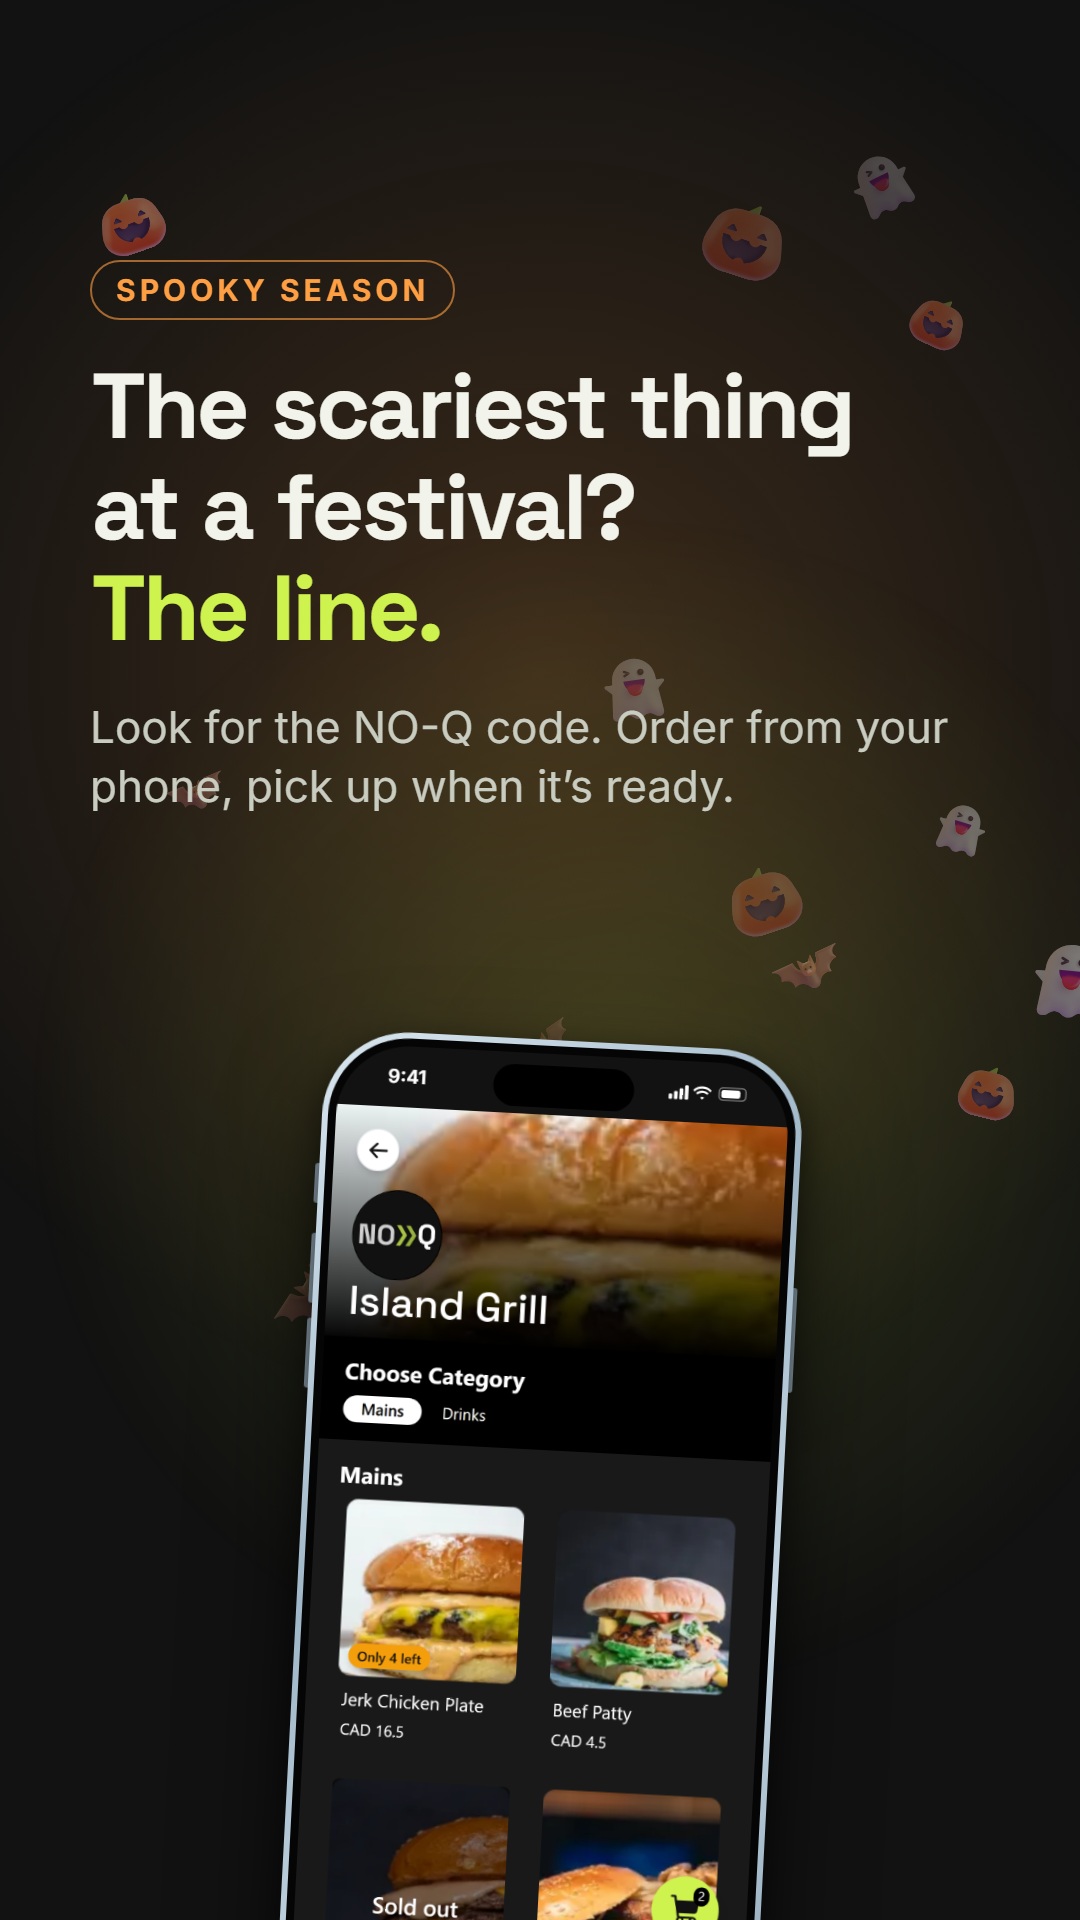 SPOOKY SEASON
The scariest thing
at a festival?
The line.
Look for the NO-Q code. Order from your
phone, pick up when it’s ready.
9:41
NO»Q
Island Grill
Choose Category
Mains Drinks
Mains
Only 4 left
Jerk Chicken Plate
CAD 16.5
Beef Patty
CAD 4.5
Sold out
2